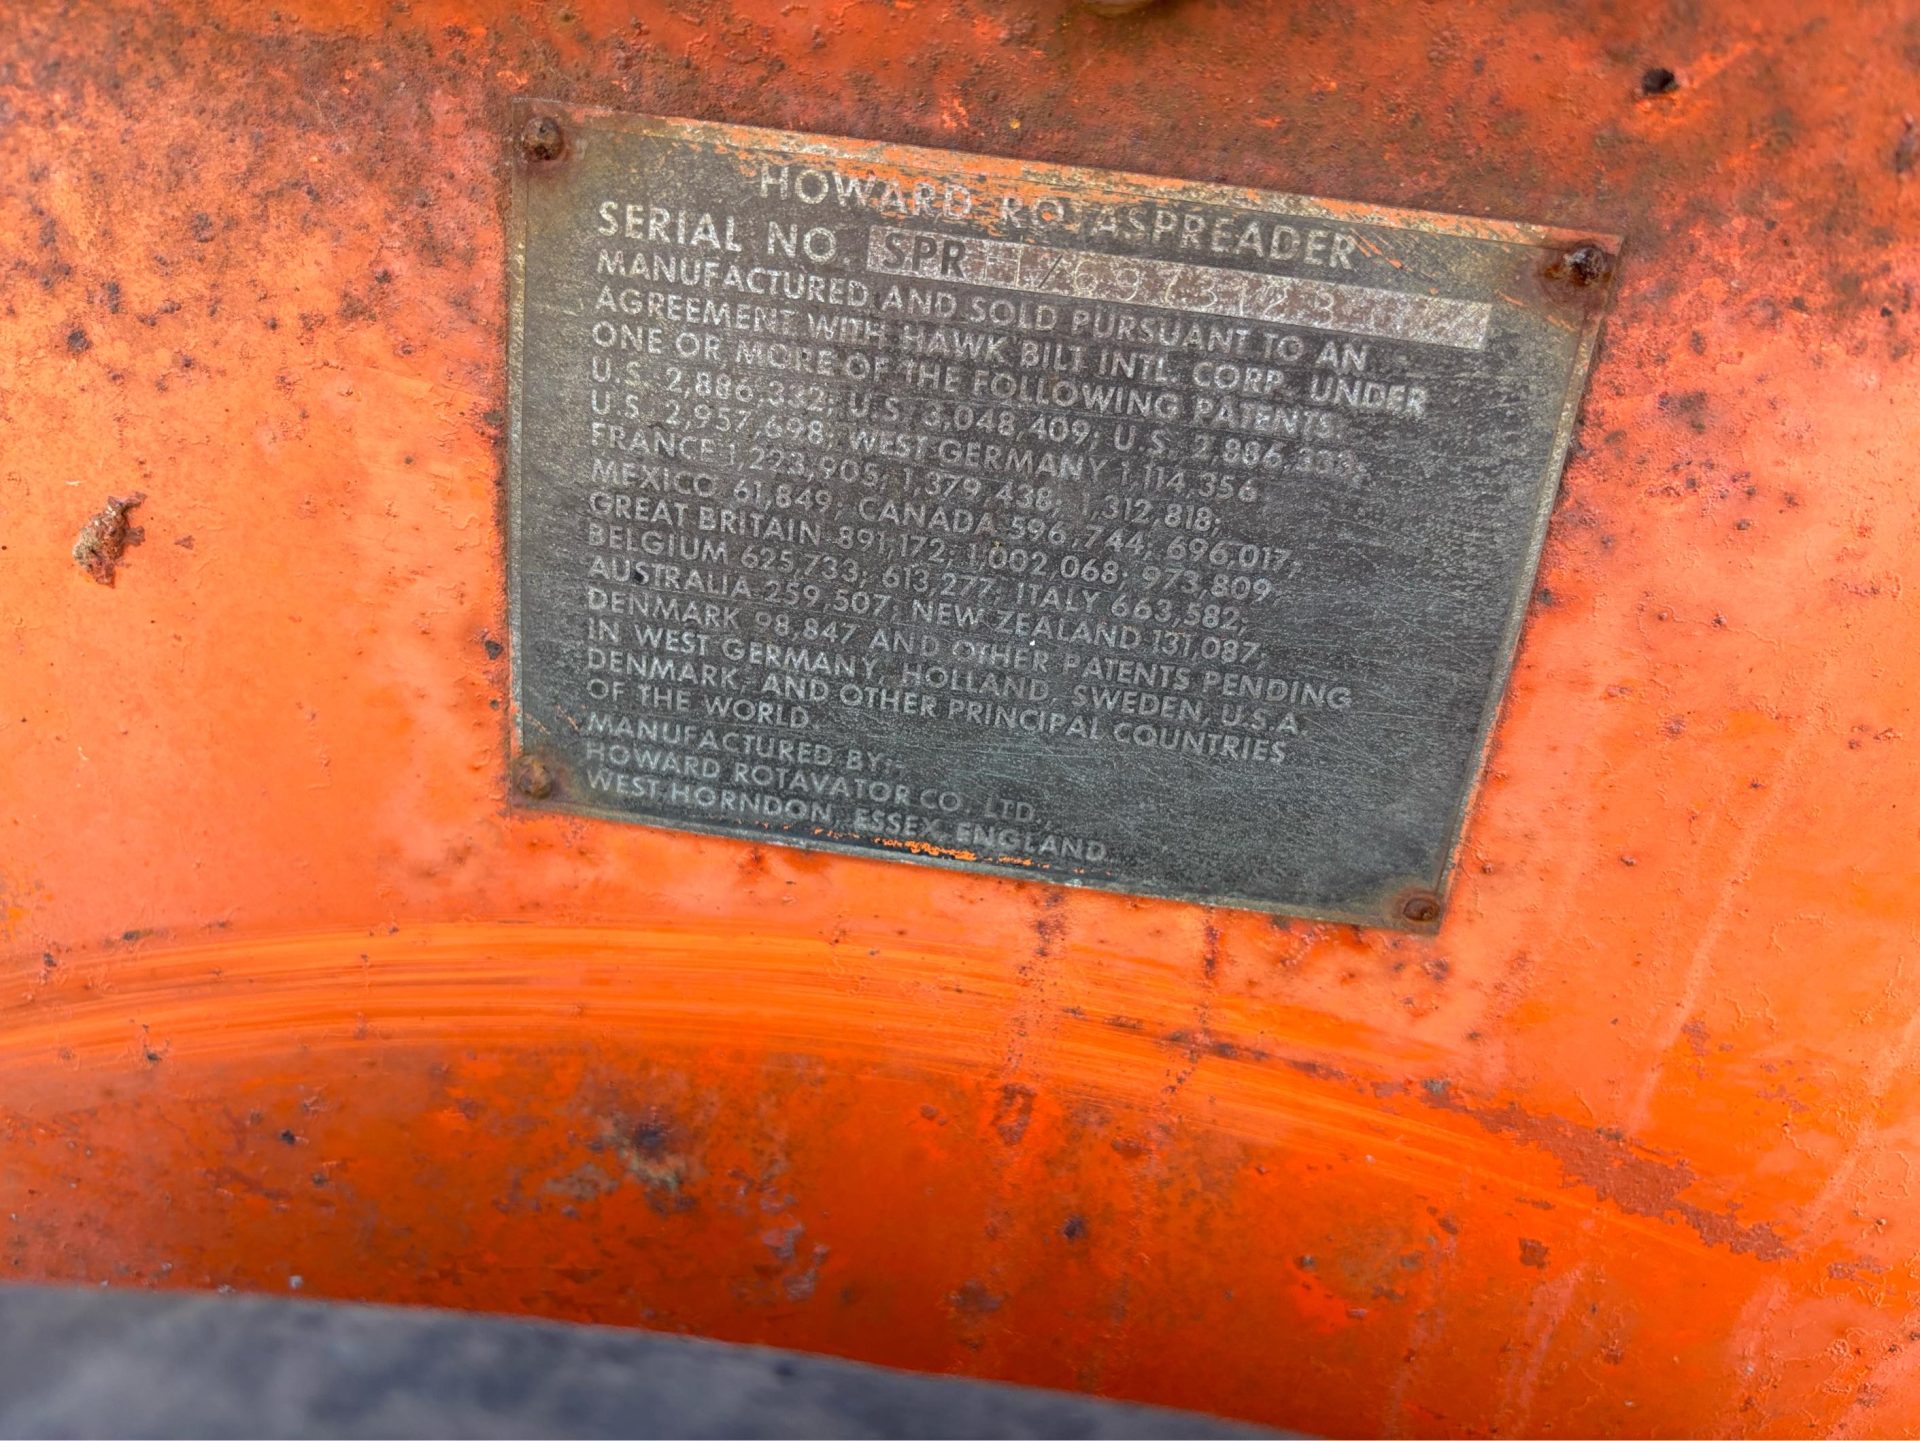 HOWARD ROTASPREADER
SERIAL NO. SPR
MANUFACTURED AND SOLD PURSUANT TO AN
AGREEMENT WITH HAWK BILT INTL. CORP. UNDER
ONE OR MORE OF THE FOLLOWING PATENTS.
U.S. 2,886,332; U.S. 3,048,409; U.S. 2,886,333;
U.S. 2,957,698; WEST GERMANY 1,114,356
FRANCE 1,223,905; 1,379,438; 1,312,818;
MEXICO 61,849; CANADA 596,744; 696,017;
GREAT BRITAIN 891,172; 1,002,068; 973,809,
BELGIUM 625,733; 613,277; ITALY 663,582;
AUSTRALIA 259,507; NEW ZEALAND 131,087;
DENMARK 98,847 AND OTHER PATENTS PENDING
IN WEST GERMANY, HOLLAND, SWEDEN, U.S.A.
DENMARK, AND OTHER PRINCIPAL COUNTRIES
OF THE WORLD.
MANUFACTURED BY:-
HOWARD ROTAVATOR CO. LTD.,
WEST HORNDON, ESSEX, ENGLAND.